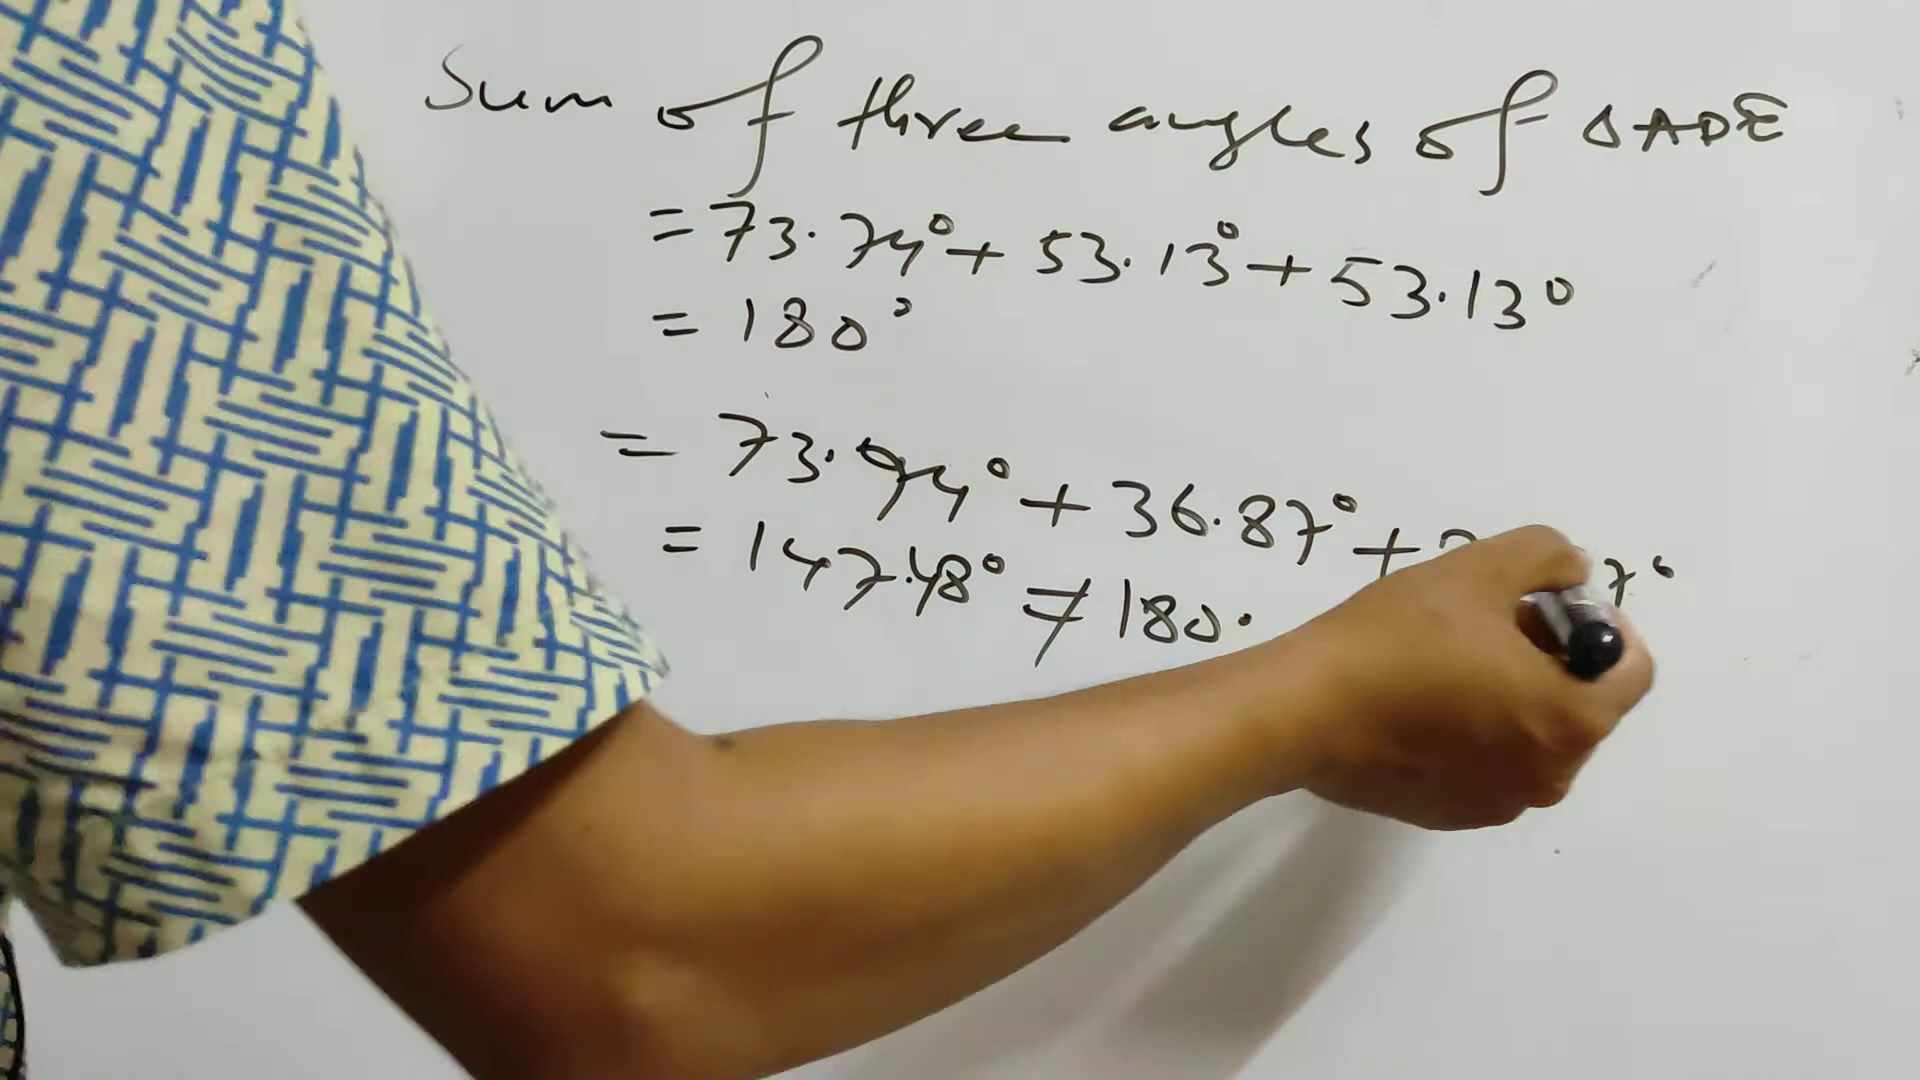 Sum of three angles of △ADE
= 73.74° + 53.13° + 53.13°
= 180°
= 73.74° + 36.87° +
= 147.48° ≠ 180.